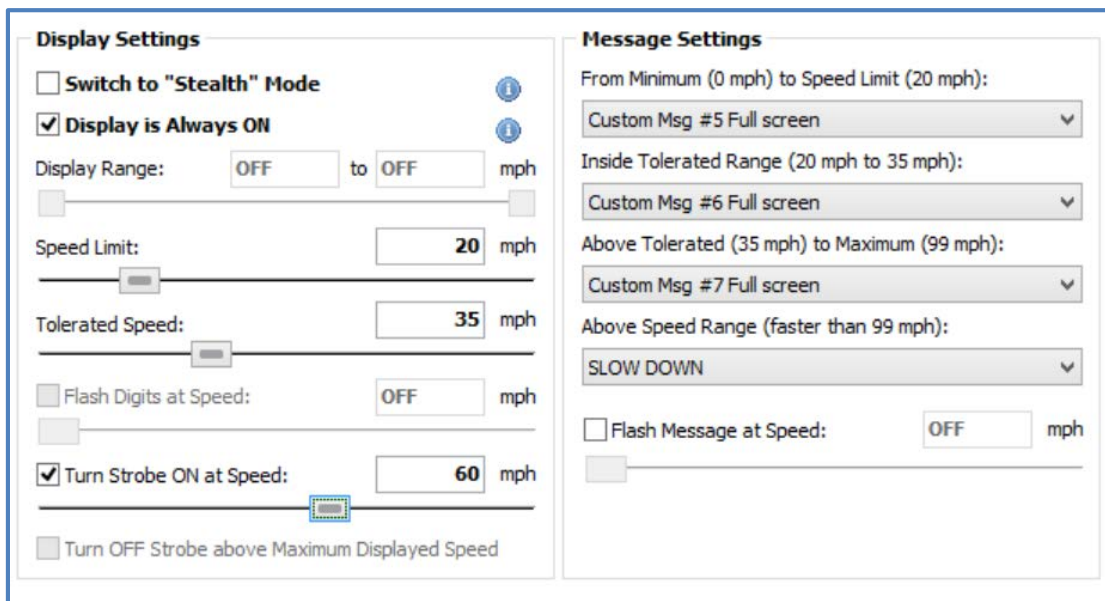 Display Settings
Switch to "Stealth" Mode
Display is Always ON
Display Range: OFF to OFF mph
Speed Limit: 20 mph
Tolerated Speed: 35 mph
Flash Digits at Speed: OFF mph
Turn Strobe ON at Speed: 60 mph
Turn OFF Strobe above Maximum Displayed Speed
Message Settings
From Minimum (0 mph) to Speed Limit (20 mph):
Custom Msg #5 Full screen
Inside Tolerated Range (20 mph to 35 mph):
Custom Msg #6 Full screen
Above Tolerated (35 mph) to Maximum (99 mph):
Custom Msg #7 Full screen
Above Speed Range (faster than 99 mph):
SLOW DOWN
Flash Message at Speed: OFF mph